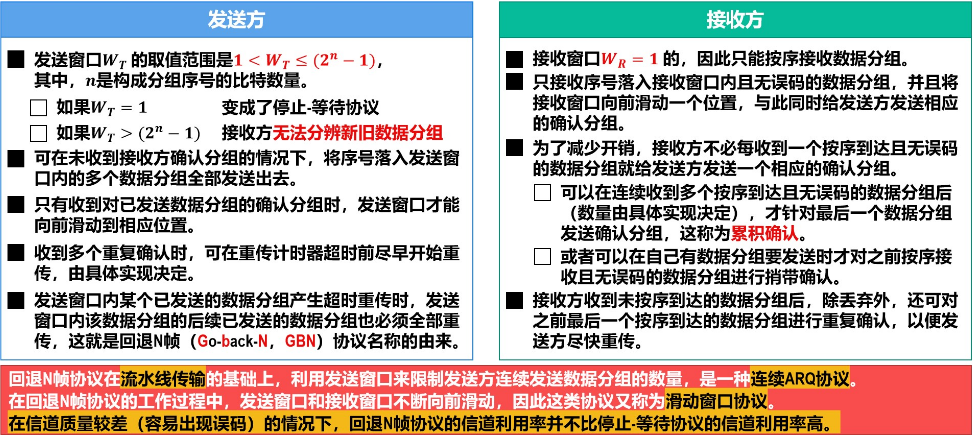 发送方
■ 发送窗口W_T 的取值范围是1 < W_T ≤ (2^n − 1)，
其中，n是构成分组序号的比特数量。
□ 如果W_T = 1 变成了停止-等待协议
□ 如果W_T > (2^n − 1) 接收方无法分辨新旧数据分组
■ 可在未收到接收方确认分组的情况下，将序号落入发送窗
口内的多个数据分组全部发送出去。
■ 只有收到对已发送数据分组的确认分组时，发送窗口才能
向前滑动到相应位置。
■ 收到多个重复确认时，可在重传计时器超时前尽早开始重
传，由具体实现决定。
■ 发送窗口内某个已发送的数据分组产生超时重传时，发送
窗口内该数据分组的后续已发送的数据分组也必须全部重
传，这就是回退N帧（Go-back-N，GBN）协议名称的由来。
接收方
■ 接收窗口W_R = 1 的，因此只能按序接收数据分组。
■ 只接收序号落入接收窗口内且无误码的数据分组，并且将
接收窗口向前滑动一个位置，与此同时给发送方发送相应
的确认分组。
■ 为了减少开销，接收方不必每收到一个按序到达且无误码
的数据分组就给发送方发送一个相应的确认分组。
□ 可以在连续收到多个按序到达且无误码的数据分组后
（数量由具体实现决定），才针对最后一个数据分组
发送确认分组，这称为累积确认。
□ 或者可以在自己有数据分组要发送时才对之前按序接
收且无误码的数据分组进行捎带确认。
■ 接收方收到未按序到达的数据分组后，除丢弃外，还可对
之前最后一个按序到达的数据分组进行重复确认，以便发
送方尽快重传。
回退N帧协议在流水线传输的基础上，利用发送窗口来限制发送方连续发送数据分组的数量，是一种连续ARQ协议。
在回退N帧协议的工作过程中，发送窗口和接收窗口不断向前滑动，因此这类协议又称为滑动窗口协议。
在信道质量较差（容易出现误码）的情况下，回退N帧协议的信道利用率并不比停止-等待协议的信道利用率高。